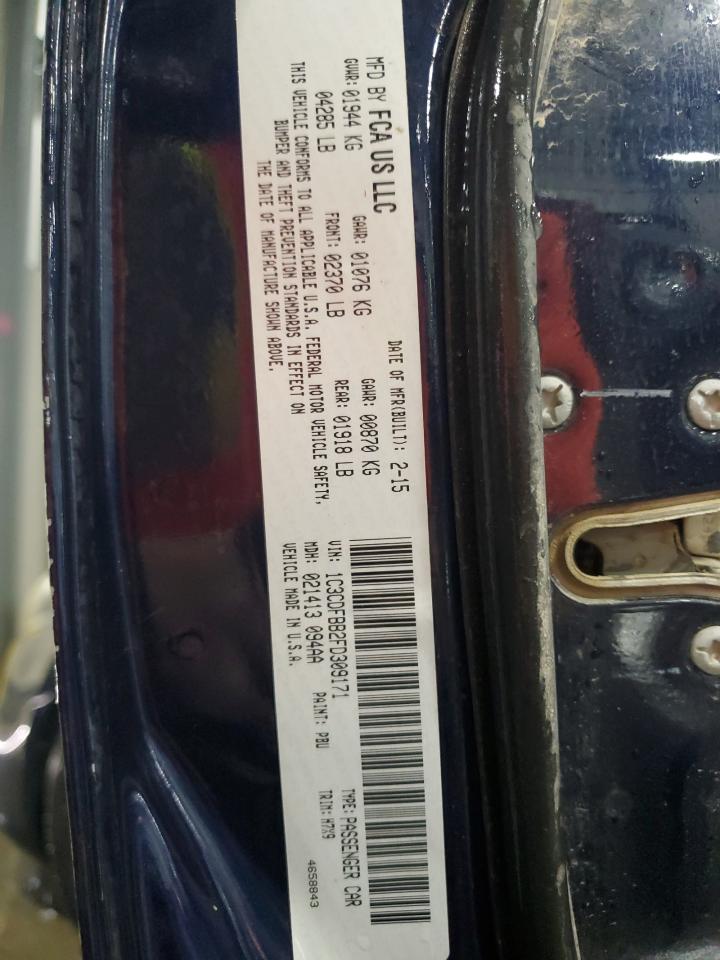 MFD BY FCA US LLC
DATE OF MFR(BUILT): 2-15
GVWR: 01944 KG
GAWR: 01076 KG
GAWR: 00870 KG
04285 LB
FRONT: 02370 LB
REAR: 01918 LB
THIS VEHICLE CONFORMS TO ALL APPLICABLE U.S.A. FEDERAL MOTOR VEHICLE SAFETY,
BUMPER AND THEFT PREVENTION STANDARDS IN EFFECT ON
THE DATE OF MANUFACTURE SHOWN ABOVE.
VIN: 1C3CDFBB2FD309171
TYPE: PASSENGER CAR
MDH: 021413 094AA
PAINT: PBU
TRIM: H7X9
VEHICLE MADE IN U.S.A.
4658843